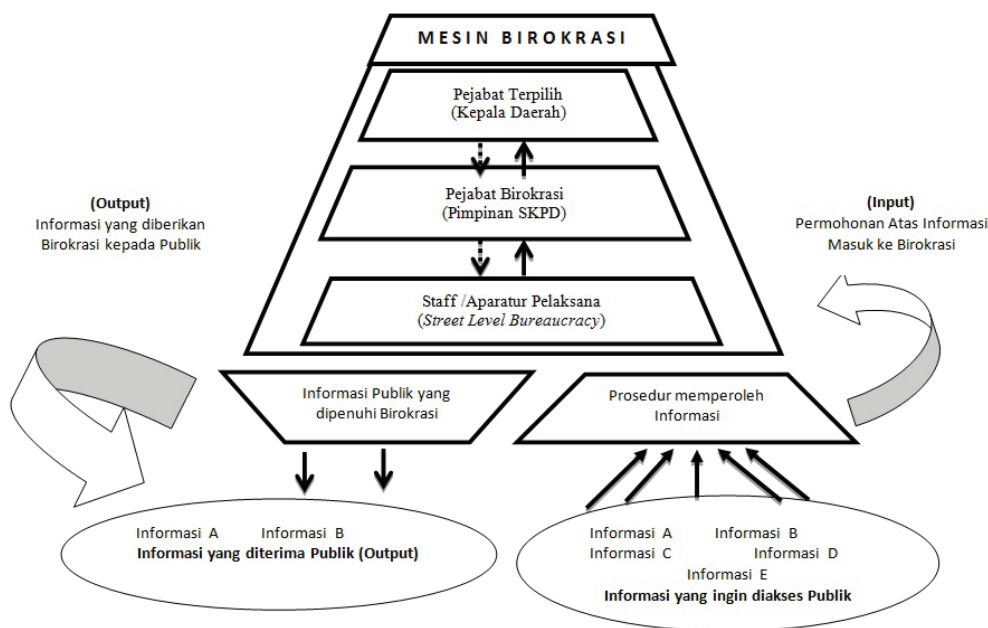 MESIN BIROKRASI
Pejabat Terpilih
(Kepala Daerah)
Pejabat Birokrasi
(Pimpinan SKPD)
Staff /Aparatur Pelaksana
(Street Level Bureaucracy)
(Output)
Informasi yang diberikan
Birokrasi kepada Publik
(Input)
Permohonan Atas Informasi
Masuk ke Birokrasi
Informasi Publik yang
dipenuhi Birokrasi
Prosedur memperoleh
Informasi
Informasi A Informasi B
Informasi yang diterima Publik (Output)
Informasi A Informasi B
Informasi C Informasi D
Informasi E
Informasi yang ingin diakses Publik